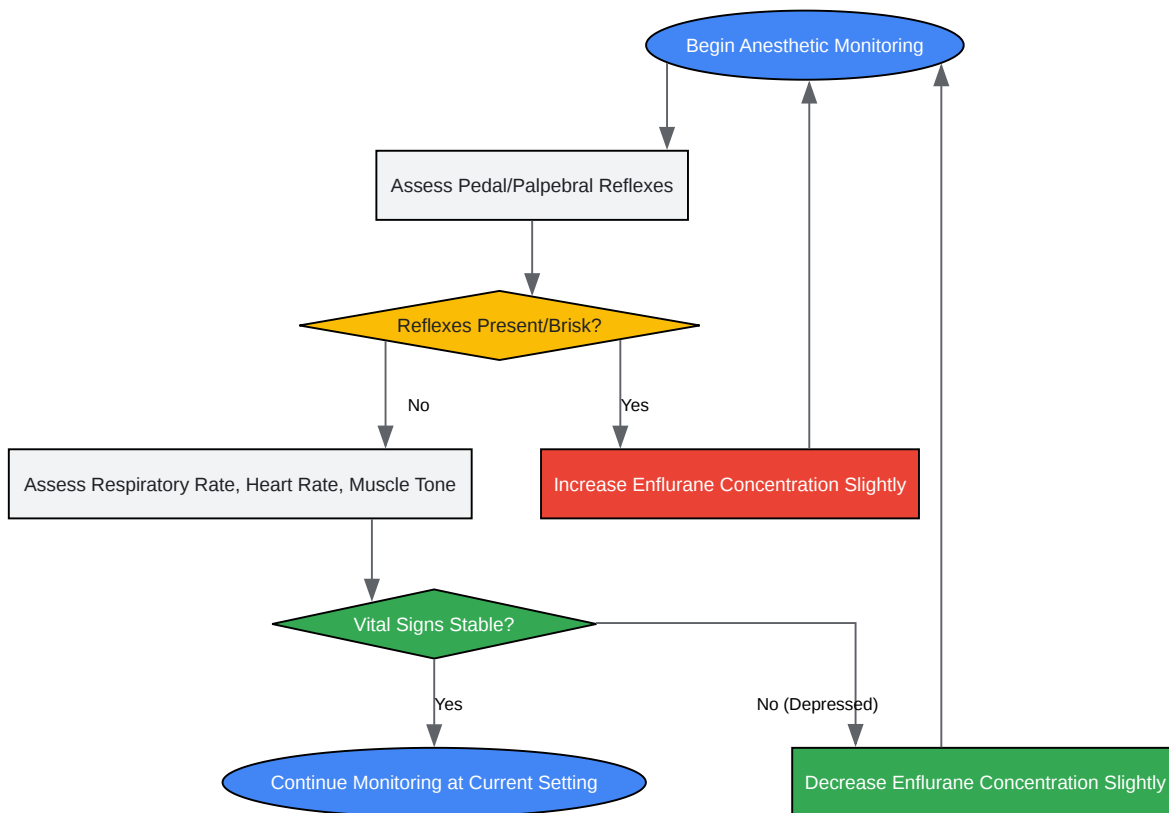 Begin Anesthetic Monitoring
Assess Pedal/Palpebral Reflexes
Reflexes Present/Brisk?
No
Yes
Assess Respiratory Rate, Heart Rate, Muscle Tone
Increase Enflurane Concentration Slightly
Vital Signs Stable?
Yes
No (Depressed)
Continue Monitoring at Current Setting
Decrease Enflurane Concentration Slightly